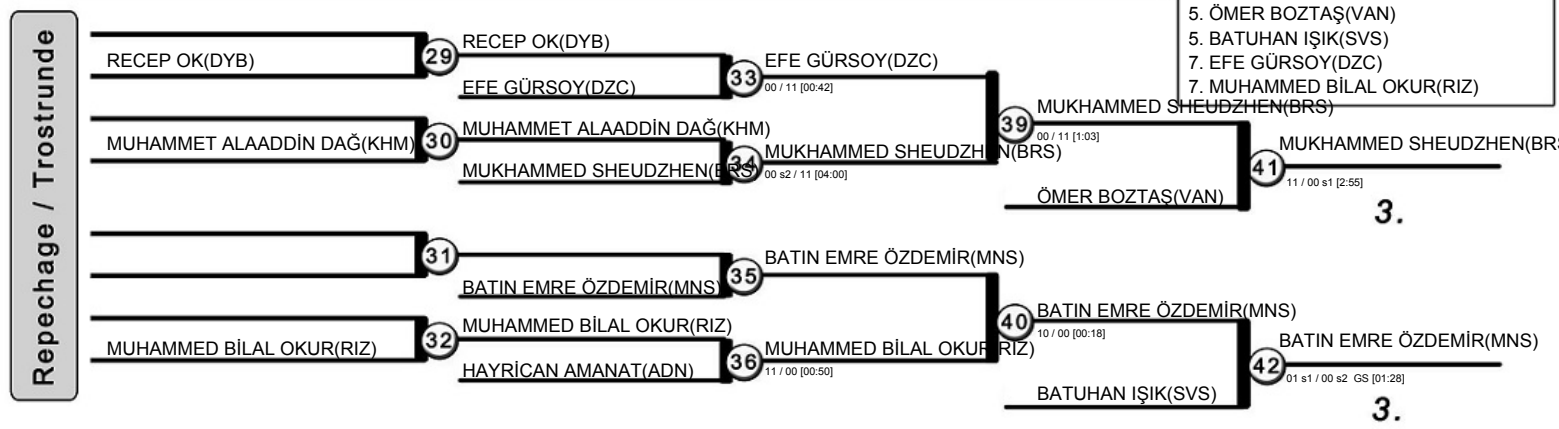 Repechage / Trostrunde
5. ÖMER BOZTAŞ(VAN)
5. BATUHAN IŞIK(SVS)
7. EFE GÜRSOY(DZC)
7. MUHAMMED BİLAL OKUR(RIZ)
RECEP OK(DYB)
29
RECEP OK(DYB)
EFE GÜRSOY(DZC)
33
EFE GÜRSOY(DZC)
00 / 11 [00:42]
MUHAMMET ALAADDİN DAĞ(KHM)
30
MUHAMMET ALAADDİN DAĞ(KHM)
MUKHAMMED SHEUDZHEN(BRS)
34
MUKHAMMED SHEUDZHEN(BRS)
00 s2 / 11 [04:00]
39
MUKHAMMED SHEUDZHEN(BRS)
00 / 11 [1:03]
ÖMER BOZTAŞ(VAN)
41
MUKHAMMED SHEUDZHEN(BRS
11 / 00 s1 [2:55]
3.
31
BATIN EMRE ÖZDEMİR(MNS)
35
BATIN EMRE ÖZDEMİR(MNS)
MUHAMMED BİLAL OKUR(RIZ)
32
MUHAMMED BİLAL OKUR(RIZ)
HAYRİCAN AMANAT(ADN)
36
MUHAMMED BİLAL OKUR(RIZ)
11 / 00 [00:50]
40
BATIN EMRE ÖZDEMİR(MNS)
10 / 00 [00:18]
BATUHAN IŞIK(SVS)
42
BATIN EMRE ÖZDEMİR(MNS)
01 s1 / 00 s2 GS [01:28]
3.